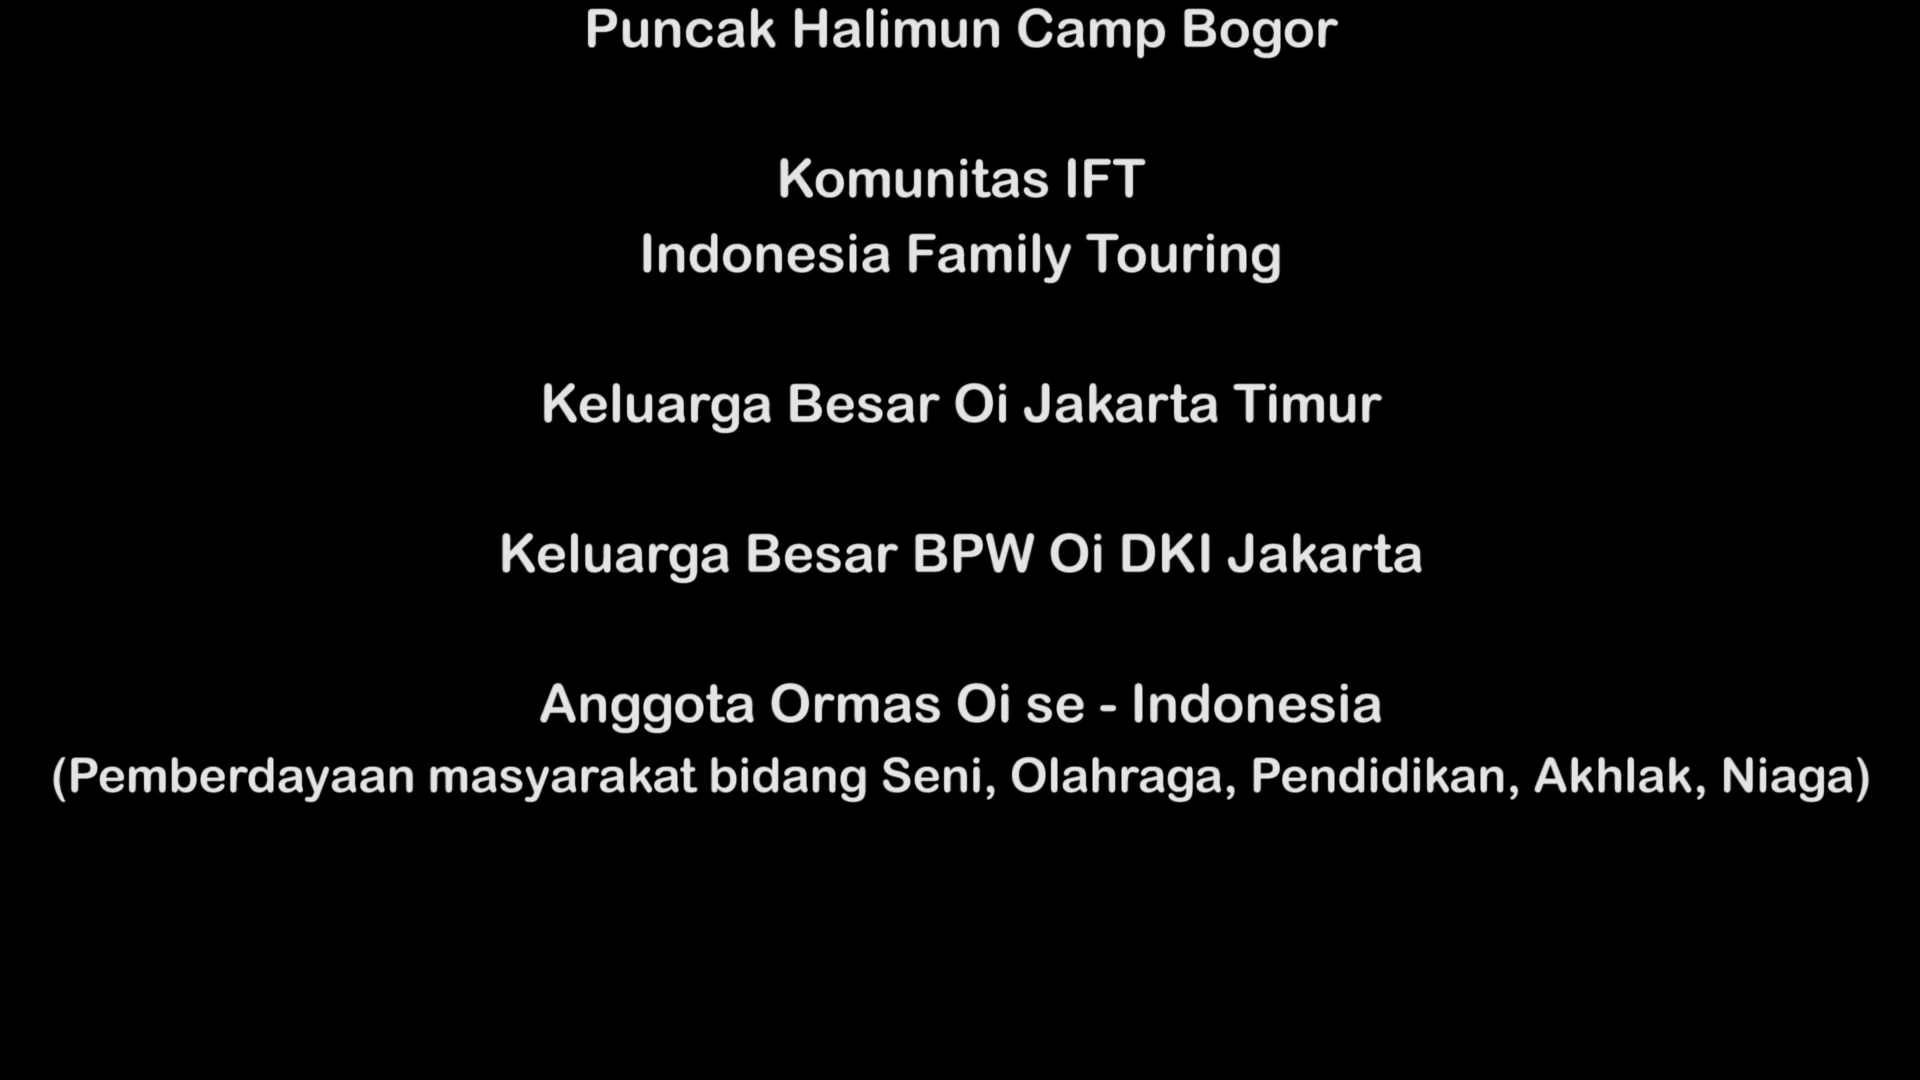 Puncak Halimun Camp Bogor
Komunitas IFT
Indonesia Family Touring
Keluarga Besar Oi Jakarta Timur
Keluarga Besar BPW Oi DKI Jakarta
Anggota Ormas Oi se - Indonesia
(Pemberdayaan masyarakat bidang Seni, Olahraga, Pendidikan, Akhlak, Niaga)